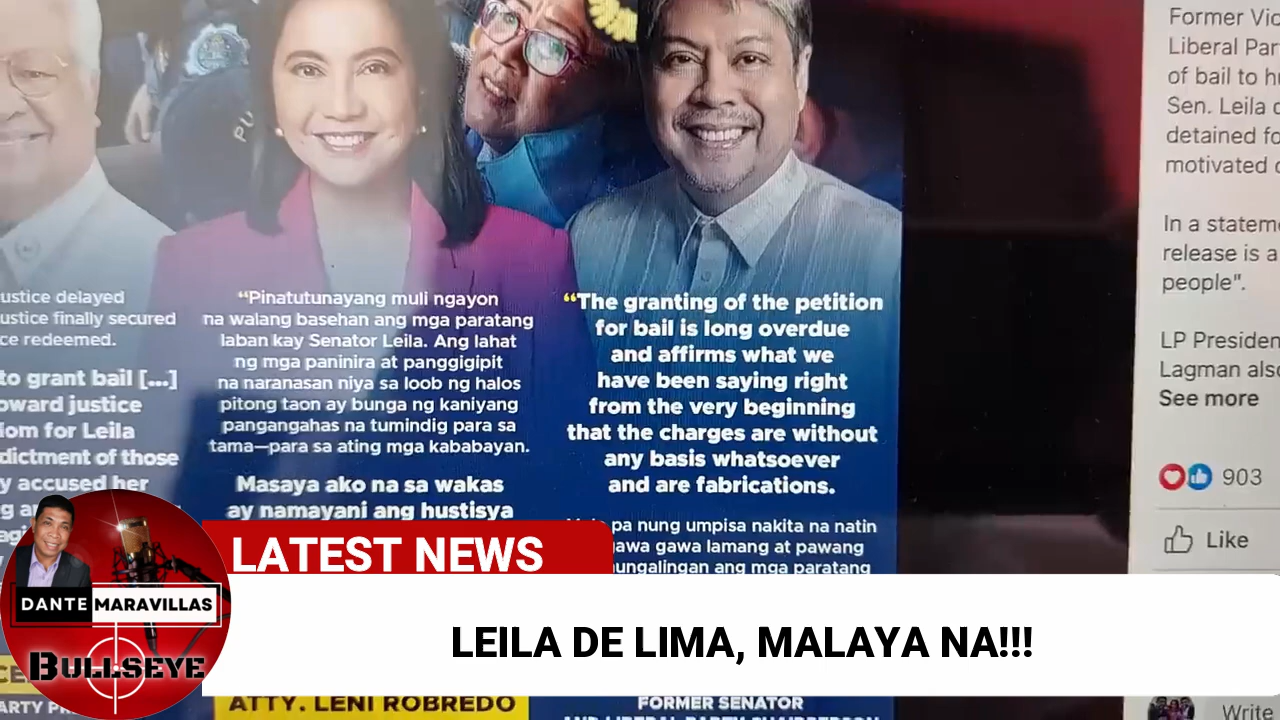 ustice delayed
ustice finally secured
ce redeemed.
to grant bail [...]
oward justice
dom for Leila
dictment of those
y accused her
“Pinatutunayang muli ngayon
na walang basehan ang mga paratang
laban kay Senator Leila. Ang lahat
ng mga paninira at panggigipit
na naranasan niya sa loob ng halos
pitong taon ay bunga ng kaniyang
pangangahas na tumindig para sa
tama—para sa ating mga kababayan.
Masaya ako na sa wakas
ay namayani ang hustisya
ATTY. LENI ROBREDO
“The granting of the petition
for bail is long overdue
and affirms what we
have been saying right
from the very beginning
that the charges are without
any basis whatsoever
and are fabrications.
pa nung umpisa nakita na natin
gawa gawa lamang at pawang
ungalingan ang mga paratang
FORMER SENATOR
Former Vic
Liberal Par
of bail to hu
Sen. Leila d
detained fo
motivated c
In a stateme
release is a
people".
LP Presiden
Lagman also
See more
903
Like
Write
LATEST NEWS
LEILA DE LIMA, MALAYA NA!!!
DANTE MARAVILLAS
BULLSEYE